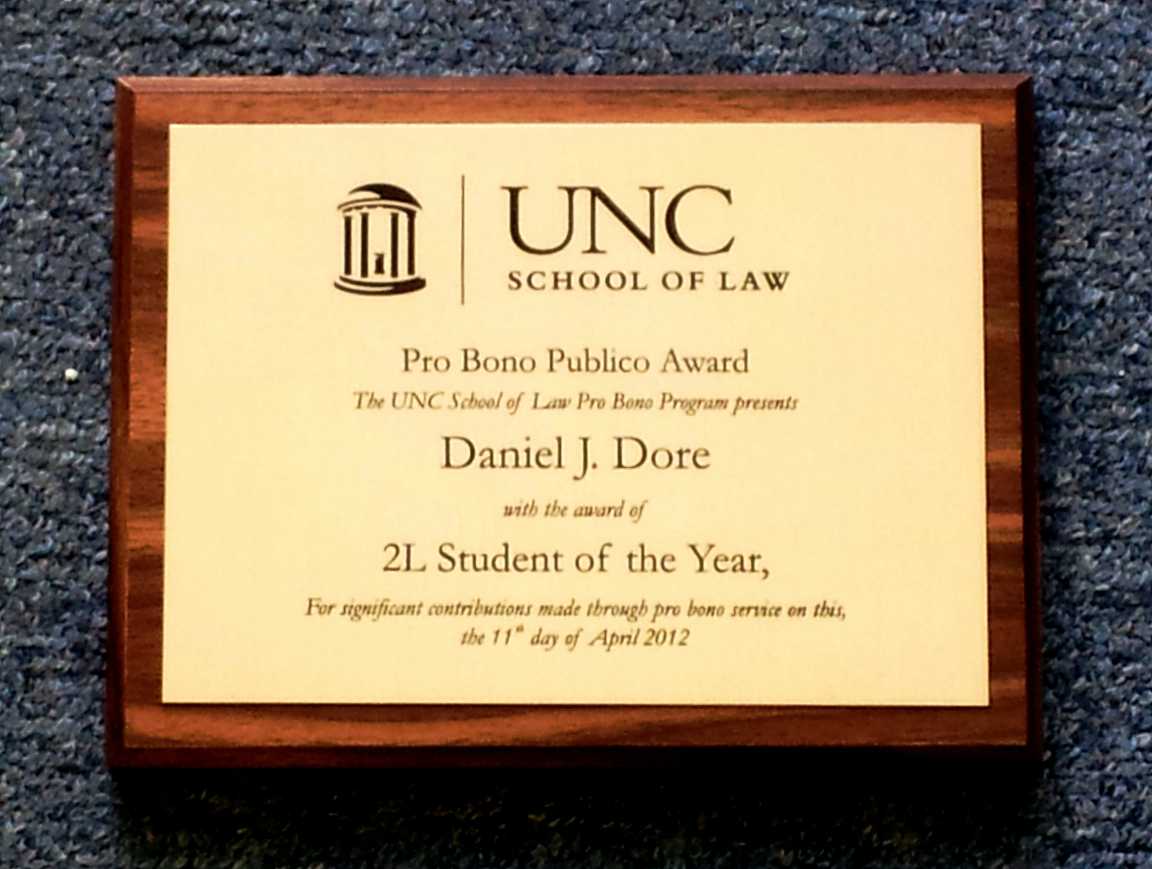 UNC
SCHOOL OF LAW
Pro Bono Publico Award
The UNC School of Law Pro Bono Program presents
Daniel J. Dore
with the award of
2L Student of the Year,
For significant contributions made through pro bono service on this,
the 11th day of April 2012